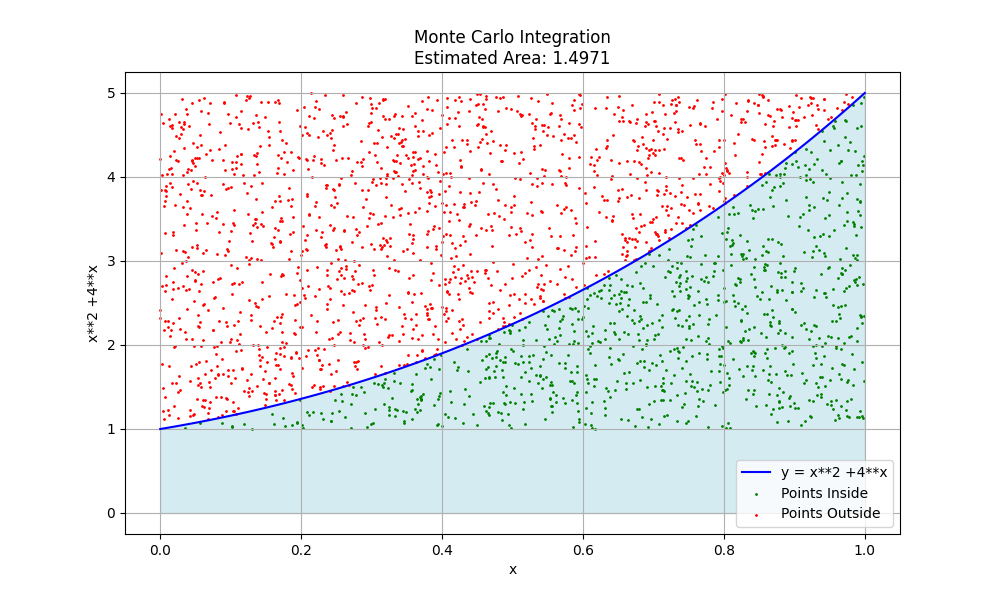 Monte Carlo Integration
Estimated Area: 1.4971
x**2 +4**x
5
4
3
2
1
0
0.0 0.2 0.4 0.6 0.8 1.0
x
y = x**2 +4**x
Points Inside
Points Outside